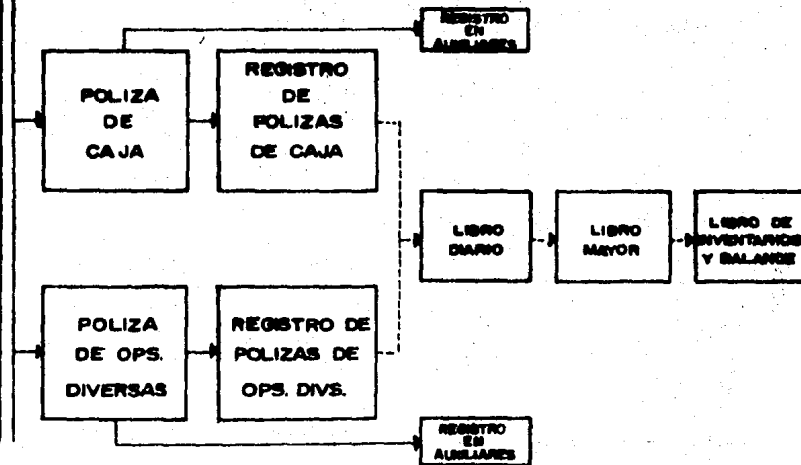 REGISTRO
EN
AUXILIARES
POLIZA
DE
CAJA
REGISTRO
DE
POLIZAS
DE CAJA
LIBRO
DIARIO
LIBRO
MAYOR
LIBRO DE
INVENTARIOS
Y BALANCE
POLIZA
DE OPS.
DIVERSAS
REGISTRO DE
POLIZAS DE
OPS. DIVS.
REGISTRO
EN
AUXILIARES